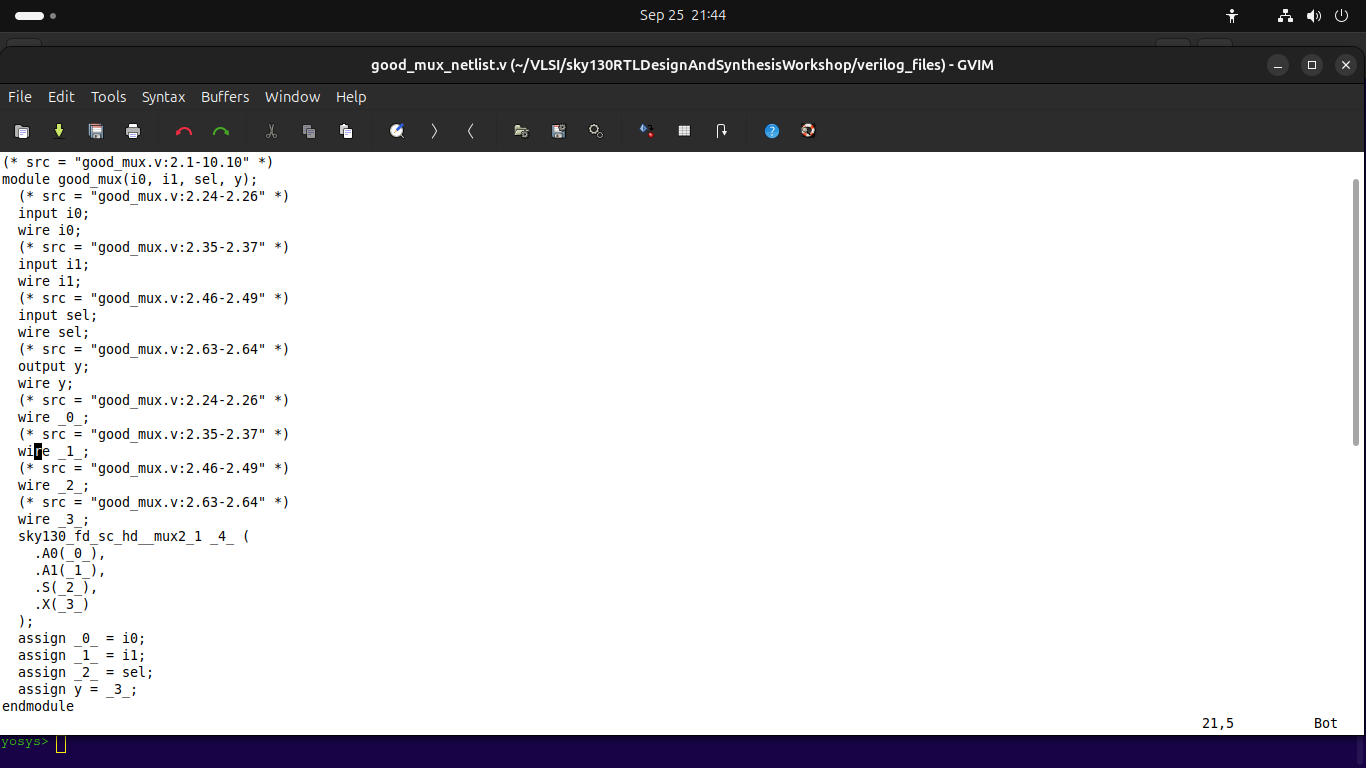 Sep 25 21:44
good_mux_netlist.v (~/VLSI/sky130RTLDesignAndSynthesisWorkshop/verilog_files) - GVIM
File Edit Tools Syntax Buffers Window Help
(* src = "good_mux.v:2.1-10.10" *)
module good_mux(i0, i1, sel, y);
  (* src = "good_mux.v:2.24-2.26" *)
  input i0;
  wire i0;
  (* src = "good_mux.v:2.35-2.37" *)
  input i1;
  wire i1;
  (* src = "good_mux.v:2.46-2.49" *)
  input sel;
  wire sel;
  (* src = "good_mux.v:2.63-2.64" *)
  output y;
  wire y;
  (* src = "good_mux.v:2.24-2.26" *)
  wire _0_;
  (* src = "good_mux.v:2.35-2.37" *)
  wire _1_;
  (* src = "good_mux.v:2.46-2.49" *)
  wire _2_;
  (* src = "good_mux.v:2.63-2.64" *)
  wire _3_;
  sky130_fd_sc_hd__mux2_1 _4_ (
    .A0(_0_),
    .A1(_1_),
    .S(_2_),
    .X(_3_)
  );
  assign _0_ = i0;
  assign _1_ = i1;
  assign _2_ = sel;
  assign y = _3_;
endmodule
21,5 Bot
yosys>